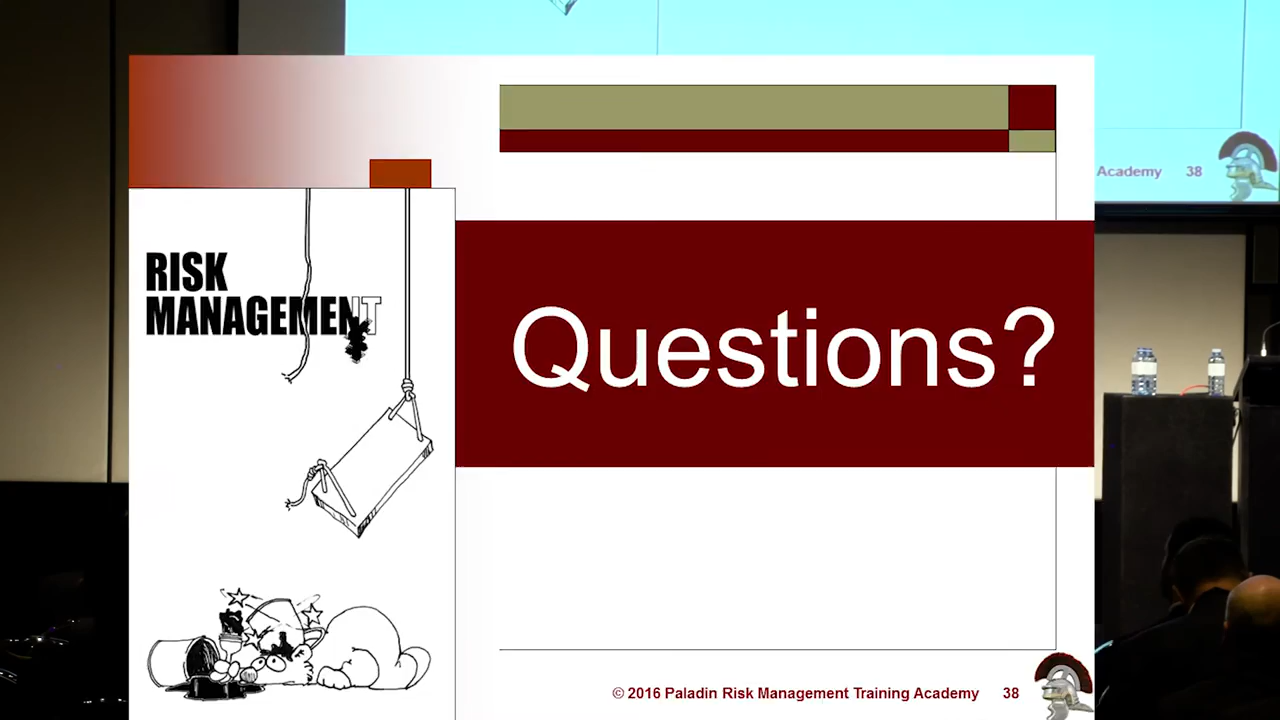 RISK
MANAGEMENT
Questions?
© 2016 Paladin Risk Management Training Academy 38
Academy 38